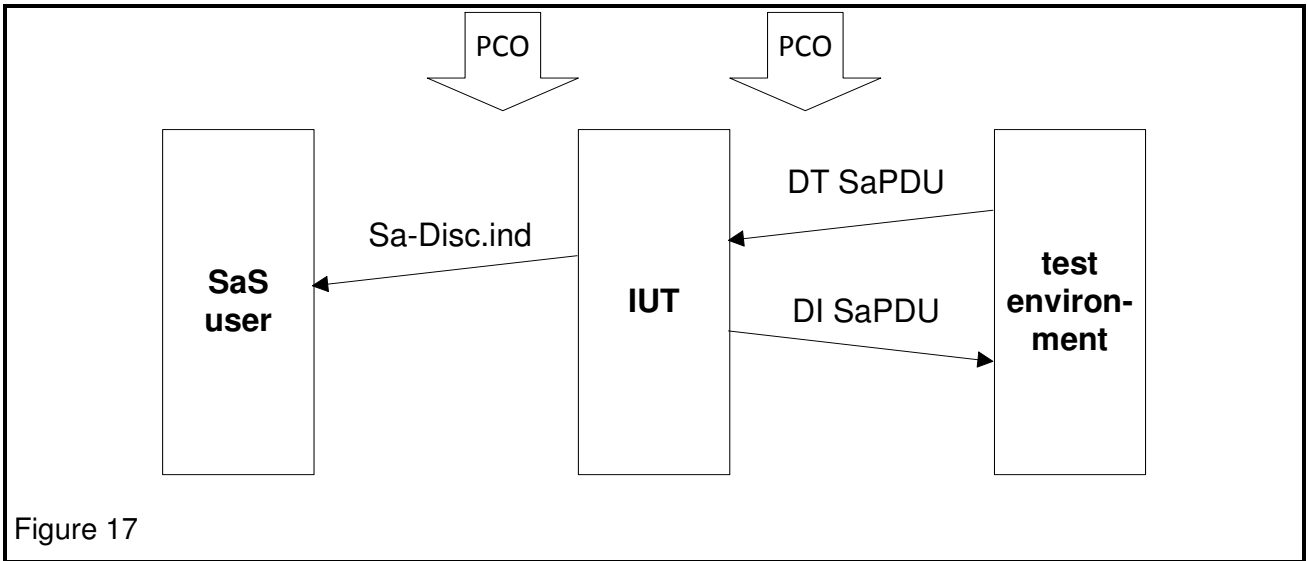 PCO
PCO
DT SaPDU
Sa-Disc.ind
SaS
user
IUT
test
environ-
ment
DI SaPDU
Figure 17